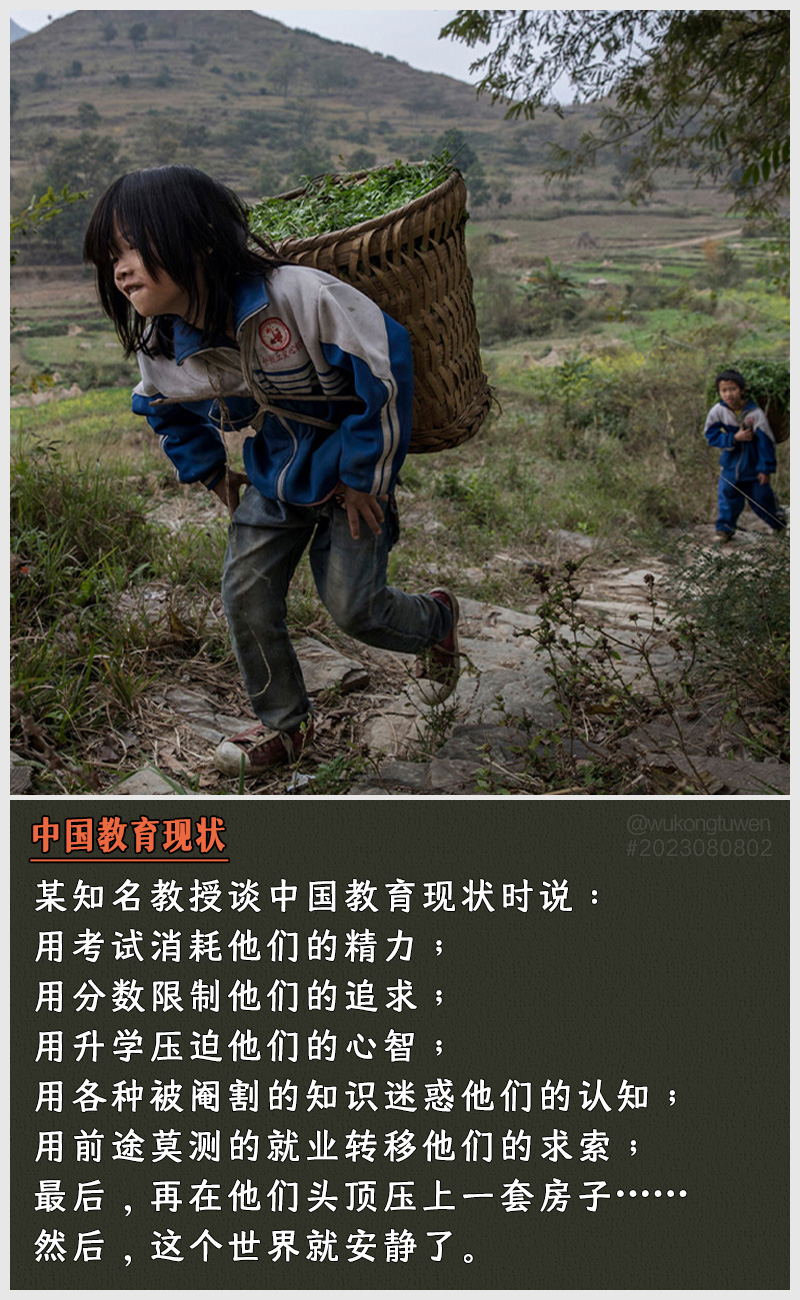 中国教育现状
@wukongtuwen
#2023080802
某知名教授谈中国教育现状时说：
用考试消耗他们的精力；
用分数限制他们的追求；
用升学压迫他们的心智；
用各种被阉割的知识迷惑他们的认知；
用前途莫测的就业转移他们的求索；
最后，再在他们头顶压上一套房子……
然后，这个世界就安静了。